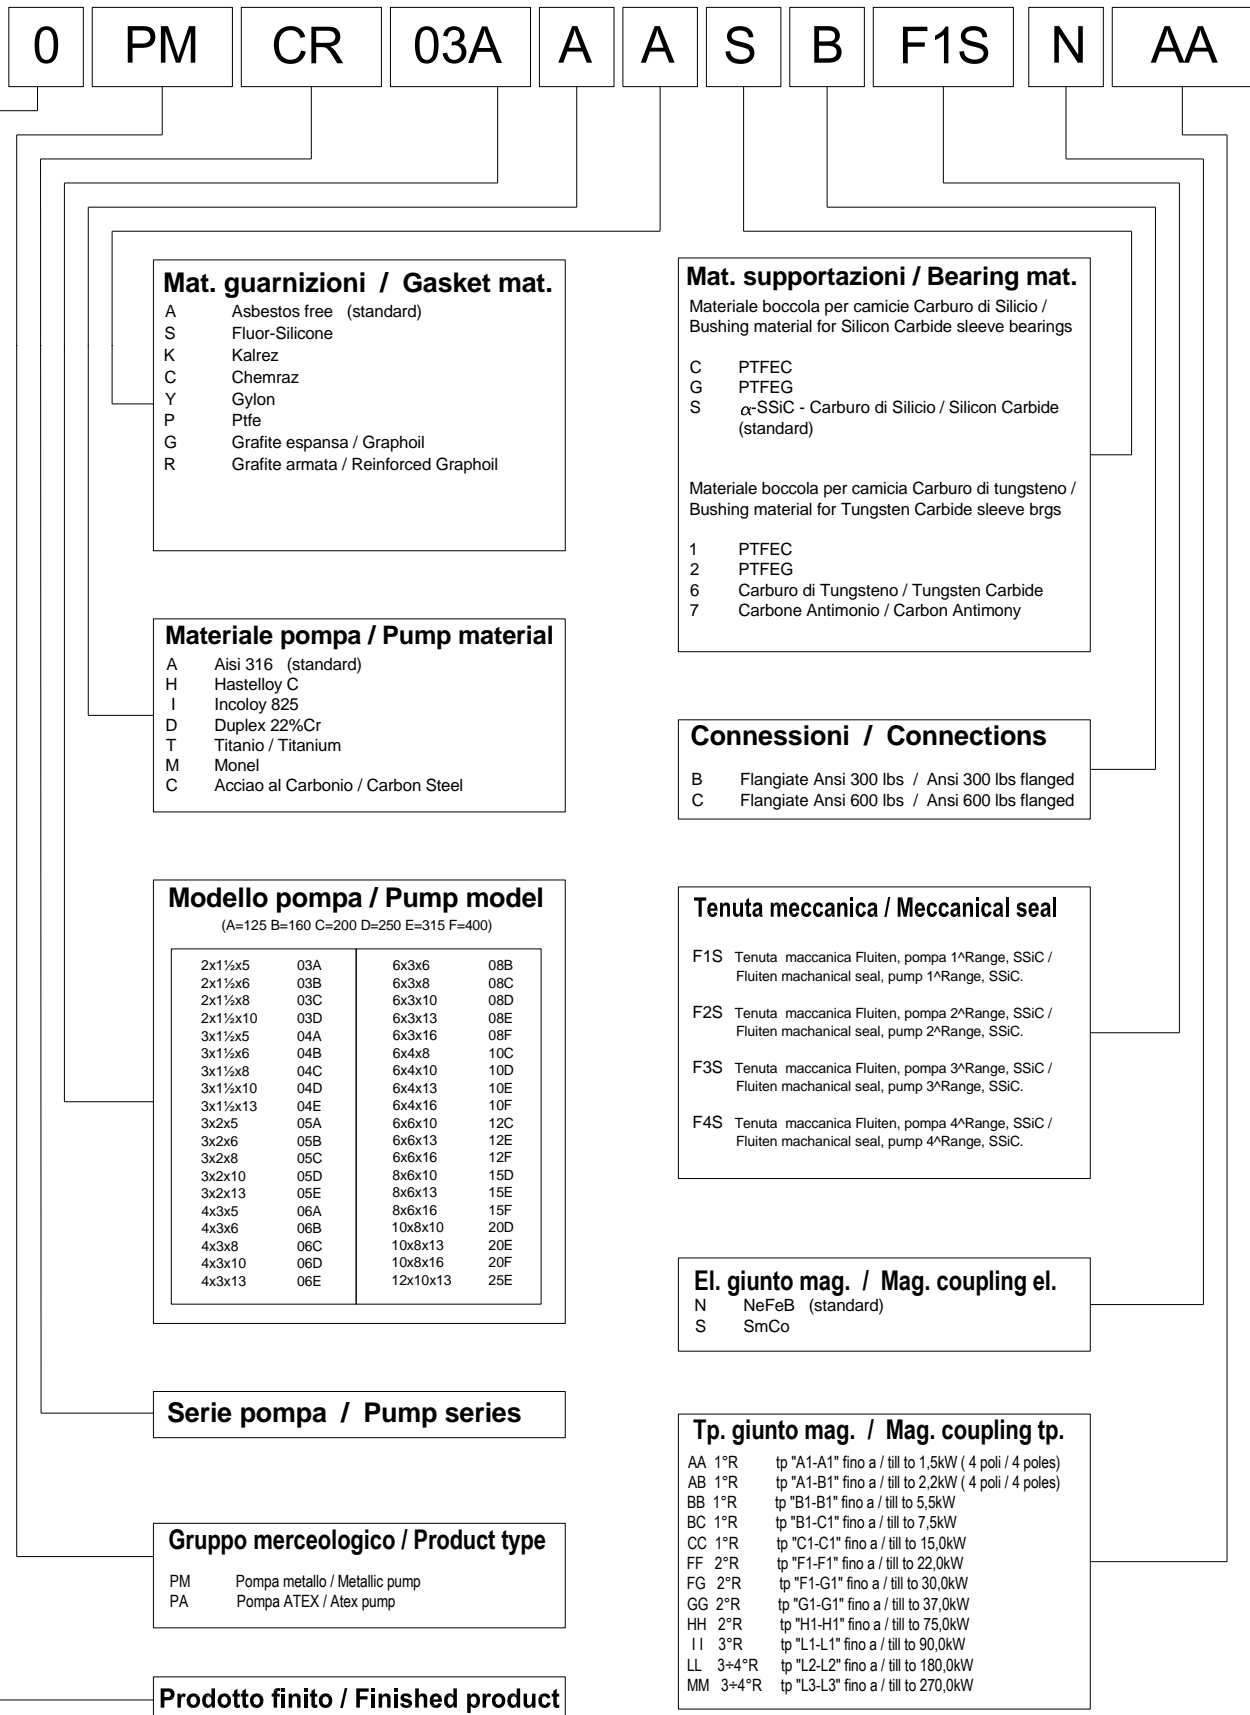 0 PM CR 03A A A S B F1S N AA
Mat. guarnizioni / Gasket mat.
A Asbestos free (standard)
S Fluor-Silicone
K Kalrez
C Chemraz
Y Gylon
P Ptfe
G Grafite espansa / Graphoil
R Grafite armata / Reinforced Graphoil
Materiale pompa / Pump material
A Aisi 316 (standard)
H Hastelloy C
I Incoloy 825
D Duplex 22%Cr
T Titanio / Titanium
M Monel
C Acciao al Carbonio / Carbon Steel
Modello pompa / Pump model
(A=125 B=160 C=200 D=250 E=315 F=400)
2x1½x5 03A
2x1½x6 03B
2x1½x8 03C
2x1½x10 03D
3x1½x5 04A
3x1½x6 04B
3x1½x8 04C
3x1½x10 04D
3x1½x13 04E
3x2x5 05A
3x2x6 05B
3x2x8 05C
3x2x10 05D
3x2x13 05E
4x3x5 06A
4x3x6 06B
4x3x8 06C
4x3x10 06D
4x3x13 06E
6x3x6 08B
6x3x8 08C
6x3x10 08D
6x3x13 08E
6x3x16 08F
6x4x8 10C
6x4x10 10D
6x4x13 10E
6x4x16 10F
6x6x10 12C
6x6x13 12E
6x6x16 12F
8x6x10 15D
8x6x13 15E
8x6x16 15F
10x8x10 20D
10x8x13 20E
10x8x16 20F
12x10x13 25E
Serie pompa / Pump series
Gruppo merceologico / Product type
PM Pompa metallo / Metallic pump
PA Pompa ATEX / Atex pump
Prodotto finito / Finished product
Mat. supportazioni / Bearing mat.
Materiale boccola per camicie Carburo di Silicio /
Bushing material for Silicon Carbide sleeve bearings
C PTFEC
G PTFEG
S α-SSiC - Carburo di Silicio / Silicon Carbide
(standard)
Materiale boccola per camicia Carburo di tungsteno /
Bushing material for Tungsten Carbide sleeve brgs
1 PTFEC
2 PTFEG
6 Carburo di Tungsteno / Tungsten Carbide
7 Carbone Antimonio / Carbon Antimony
Connessioni / Connections
B Flangiate Ansi 300 lbs / Ansi 300 lbs flanged
C Flangiate Ansi 600 lbs / Ansi 600 lbs flanged
Tenuta meccanica / Meccanical seal
F1S Tenuta maccanica Fluiten, pompa 1^Range, SSiC /
Fluiten machanical seal, pump 1^Range, SSiC.
F2S Tenuta maccanica Fluiten, pompa 2^Range, SSiC /
Fluiten machanical seal, pump 2^Range, SSiC.
F3S Tenuta maccanica Fluiten, pompa 3^Range, SSiC /
Fluiten machanical seal, pump 3^Range, SSiC.
F4S Tenuta maccanica Fluiten, pompa 4^Range, SSiC /
Fluiten machanical seal, pump 4^Range, SSiC.
El. giunto mag. / Mag. coupling el.
N NeFeB (standard)
S SmCo
Tp. giunto mag. / Mag. coupling tp.
AA 1°R tp "A1-A1" fino a / till to 1,5kW ( 4 poli / 4 poles)
AB 1°R tp "A1-B1" fino a / till to 2,2kW ( 4 poli / 4 poles)
BB 1°R tp "B1-B1" fino a / till to 5,5kW
BC 1°R tp "B1-C1" fino a / till to 7,5kW
CC 1°R tp "C1-C1" fino a / till to 15,0kW
FF 2°R tp "F1-F1" fino a / till to 22,0kW
FG 2°R tp "F1-G1" fino a / till to 30,0kW
GG 2°R tp "G1-G1" fino a / till to 37,0kW
HH 2°R tp "H1-H1" fino a / till to 75,0kW
I I 3°R tp "L1-L1" fino a / till to 90,0kW
LL 3÷4°R tp "L2-L2" fino a / till to 180,0kW
MM 3÷4°R tp "L3-L3" fino a / till to 270,0kW